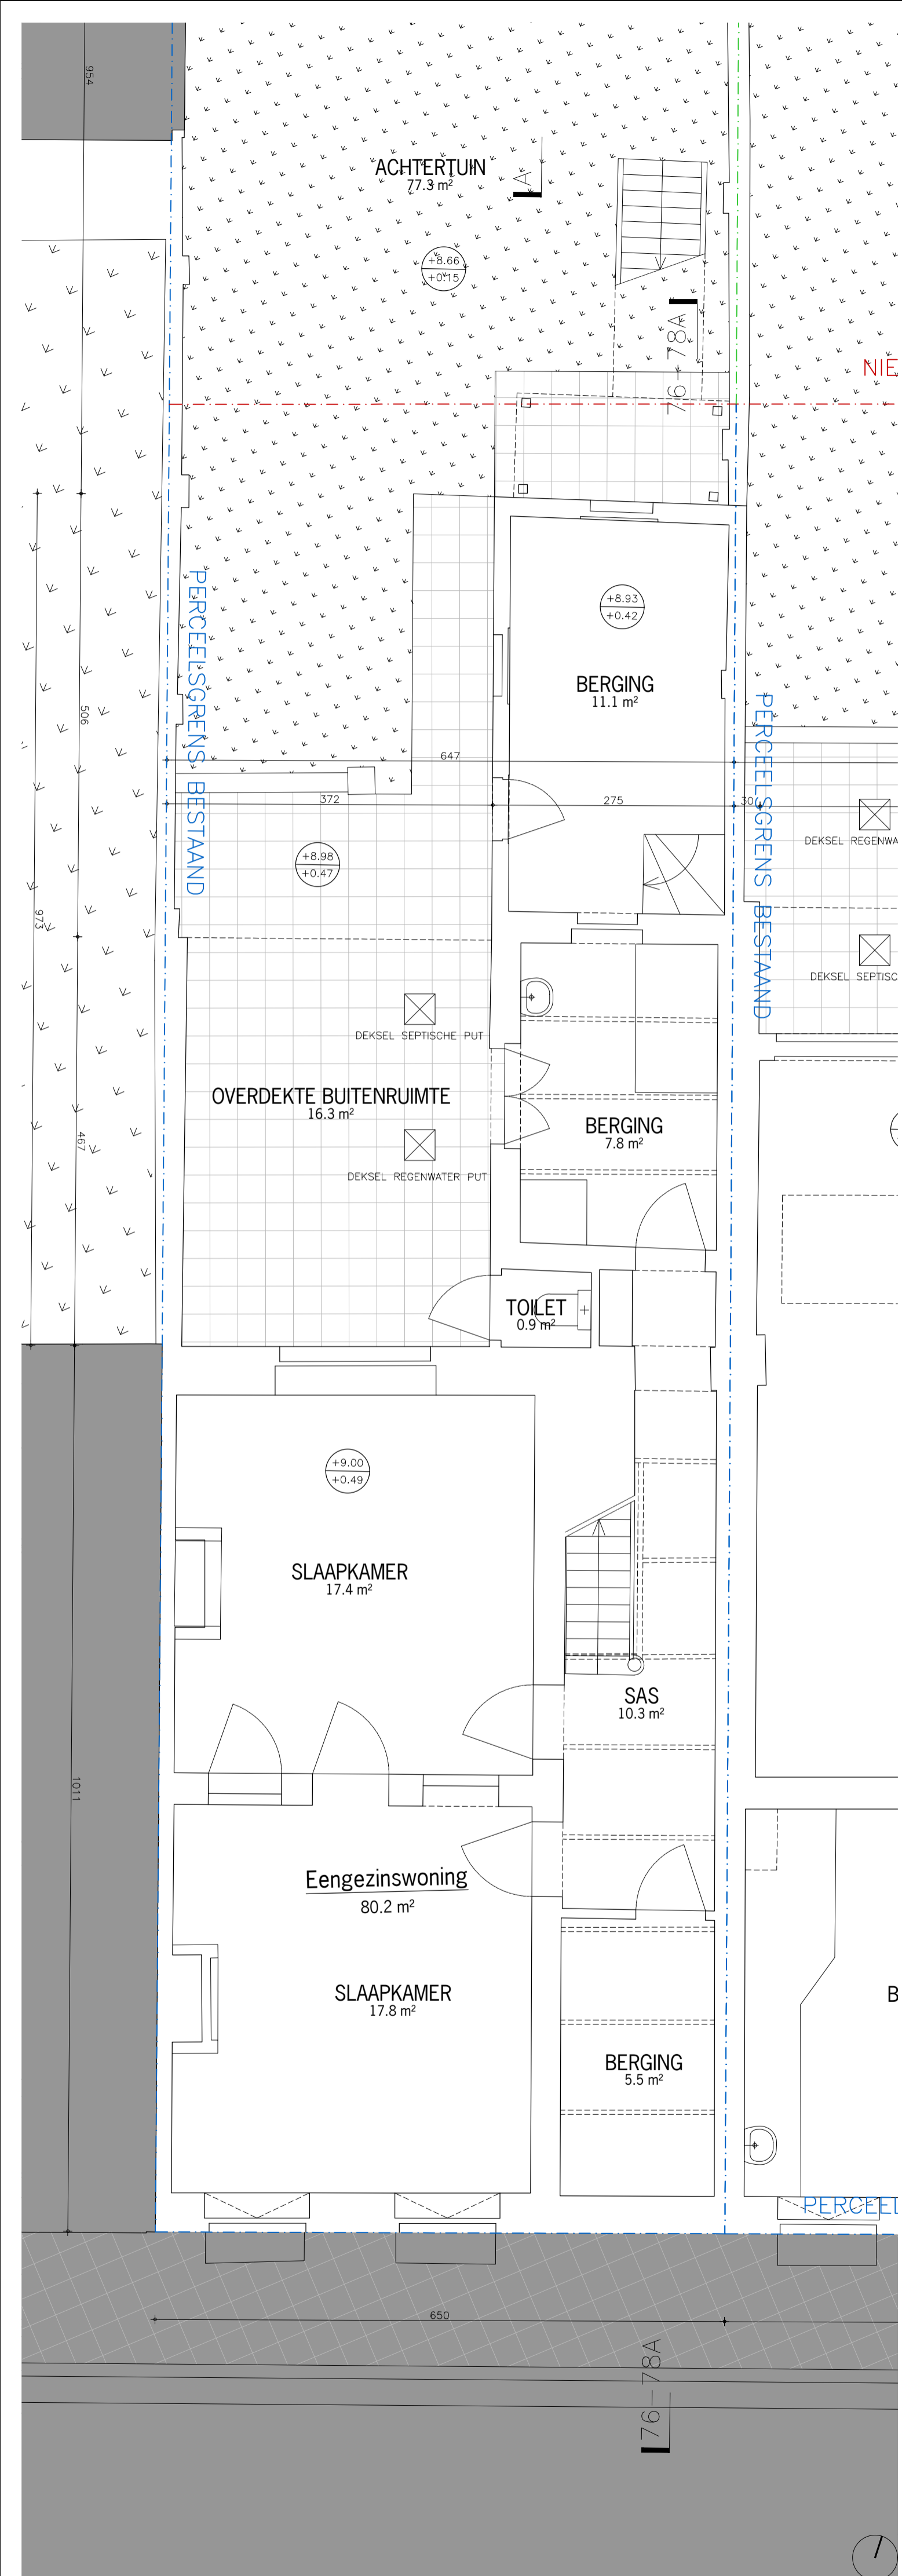 954
ACHTERTUIN
77.3 m²
A
+8.66
+0.15
76-78A
NIE
PERCEELSGRENS BESTAAND
+8.93
+0.42
BERGING
11.1 m²
PERCEELSGRENS BESTAAND
506
647
372
275
30
DEKSEL REGENWA
+8.98
+0.47
973
DEKSEL SEPTISC
DEKSEL SEPTISCHE PUT
OVERDEKTE BUITENRUIMTE
16.3 m²
BERGING
7.8 m²
467
DEKSEL REGENWATER PUT
TOILET
0.9 m²
+9.00
+0.49
SLAAPKAMER
17.4 m²
SAS
10.3 m²
1011
Eengezinswoning
80.2 m²
SLAAPKAMER
17.8 m²
B
BERGING
5.5 m²
PERCEEL
650
76-78A